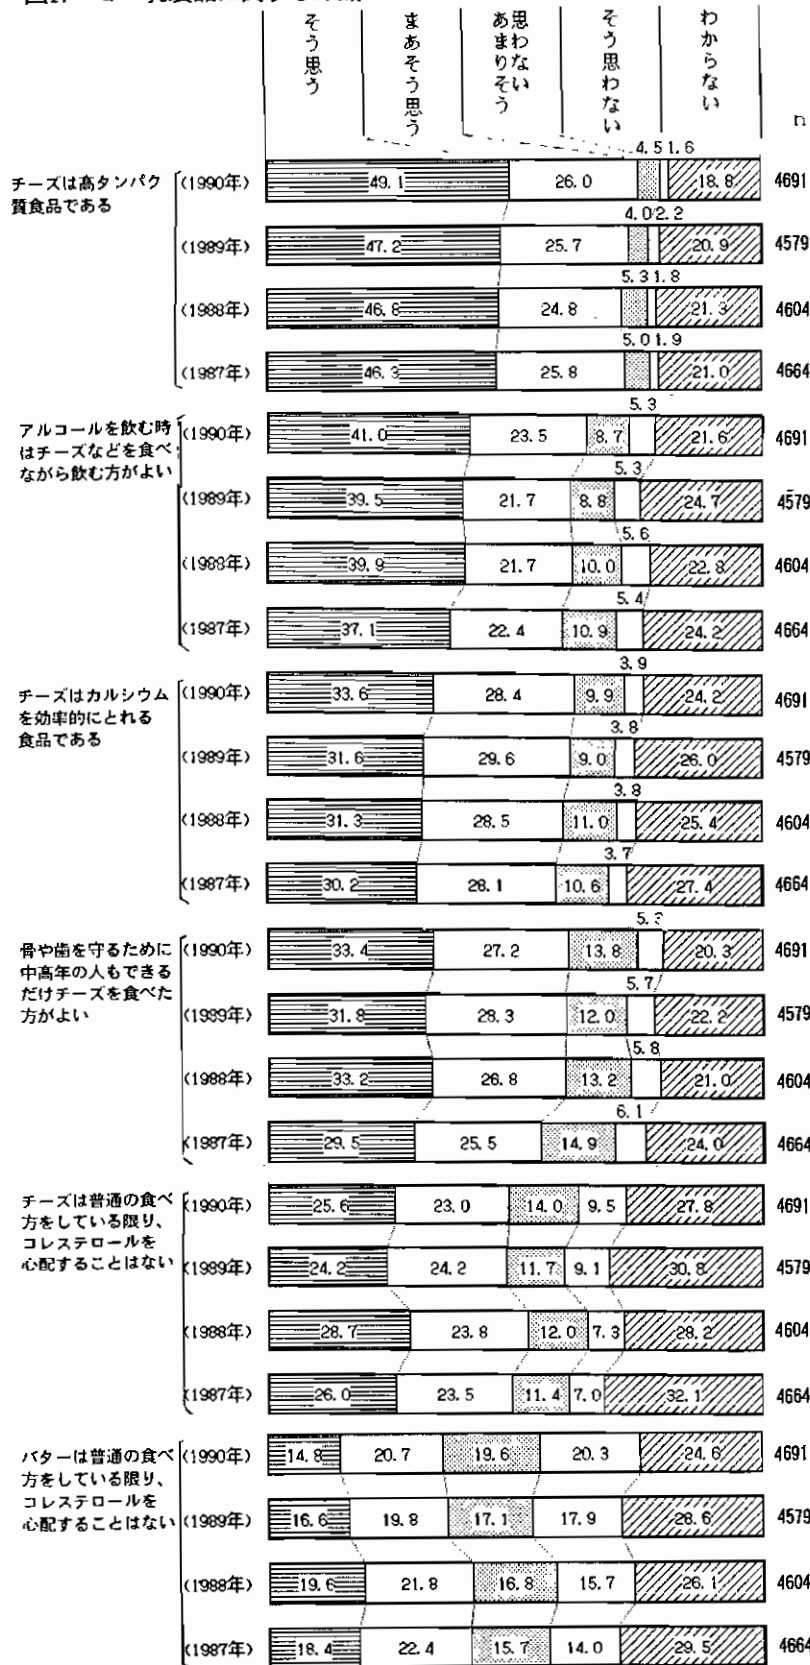 そう思う
まあそう思う
あまりそう
思わない
そう思わない
わからない
n
チーズは高タンパク
質食品である
(1990年) 49.1 26.0 4.5 1.6 18.8 4691
(1989年) 47.2 25.7 4.0 2.2 20.9 4579
(1988年) 46.8 24.8 5.3 1.8 21.3 4604
(1987年) 46.3 25.8 5.0 1.9 21.0 4664
アルコールを飲む時
はチーズなどを食べ
ながら飲む方がよい
(1990年) 41.0 23.5 8.7 5.3 21.6 4691
(1989年) 39.5 21.7 8.8 5.3 24.7 4579
(1988年) 39.9 21.7 10.0 5.6 22.8 4604
(1987年) 37.1 22.4 10.9 5.4 24.2 4664
チーズはカルシウム
を効率的にとれる
食品である
(1990年) 33.6 28.4 9.9 3.9 24.2 4691
(1989年) 31.6 29.6 9.0 3.8 26.0 4579
(1988年) 31.3 28.5 11.0 3.8 25.4 4604
(1987年) 30.2 28.1 10.6 3.7 27.4 4664
骨や歯を守るために
中高年の人もできる
だけチーズを食べた
方がよい
(1990年) 33.4 27.2 13.8 20.3 4691
(1989年) 31.8 28.3 12.0 5.7 22.2 4579
(1988年) 33.2 26.8 13.2 5.8 21.0 4604
(1987年) 29.5 25.5 14.9 6.1 24.0 4664
チーズは普通の食べ
方をしている限り、
コレステロールを
心配することはない
(1990年) 25.6 23.0 14.0 9.5 27.8 4691
(1989年) 24.2 24.2 11.7 9.1 30.8 4579
(1988年) 28.7 23.8 12.0 7.3 28.2 4604
(1987年) 26.0 23.5 11.4 7.0 32.1 4664
バターは普通の食べ
方をしている限り、
コレステロールを
心配することはない
(1990年) 14.8 20.7 19.6 20.3 24.6 4691
(1989年) 16.6 19.8 17.1 17.9 28.6 4579
(1988年) 19.6 21.8 16.8 15.7 26.1 4604
(1987年) 18.4 22.4 15.7 14.0 29.5 4664